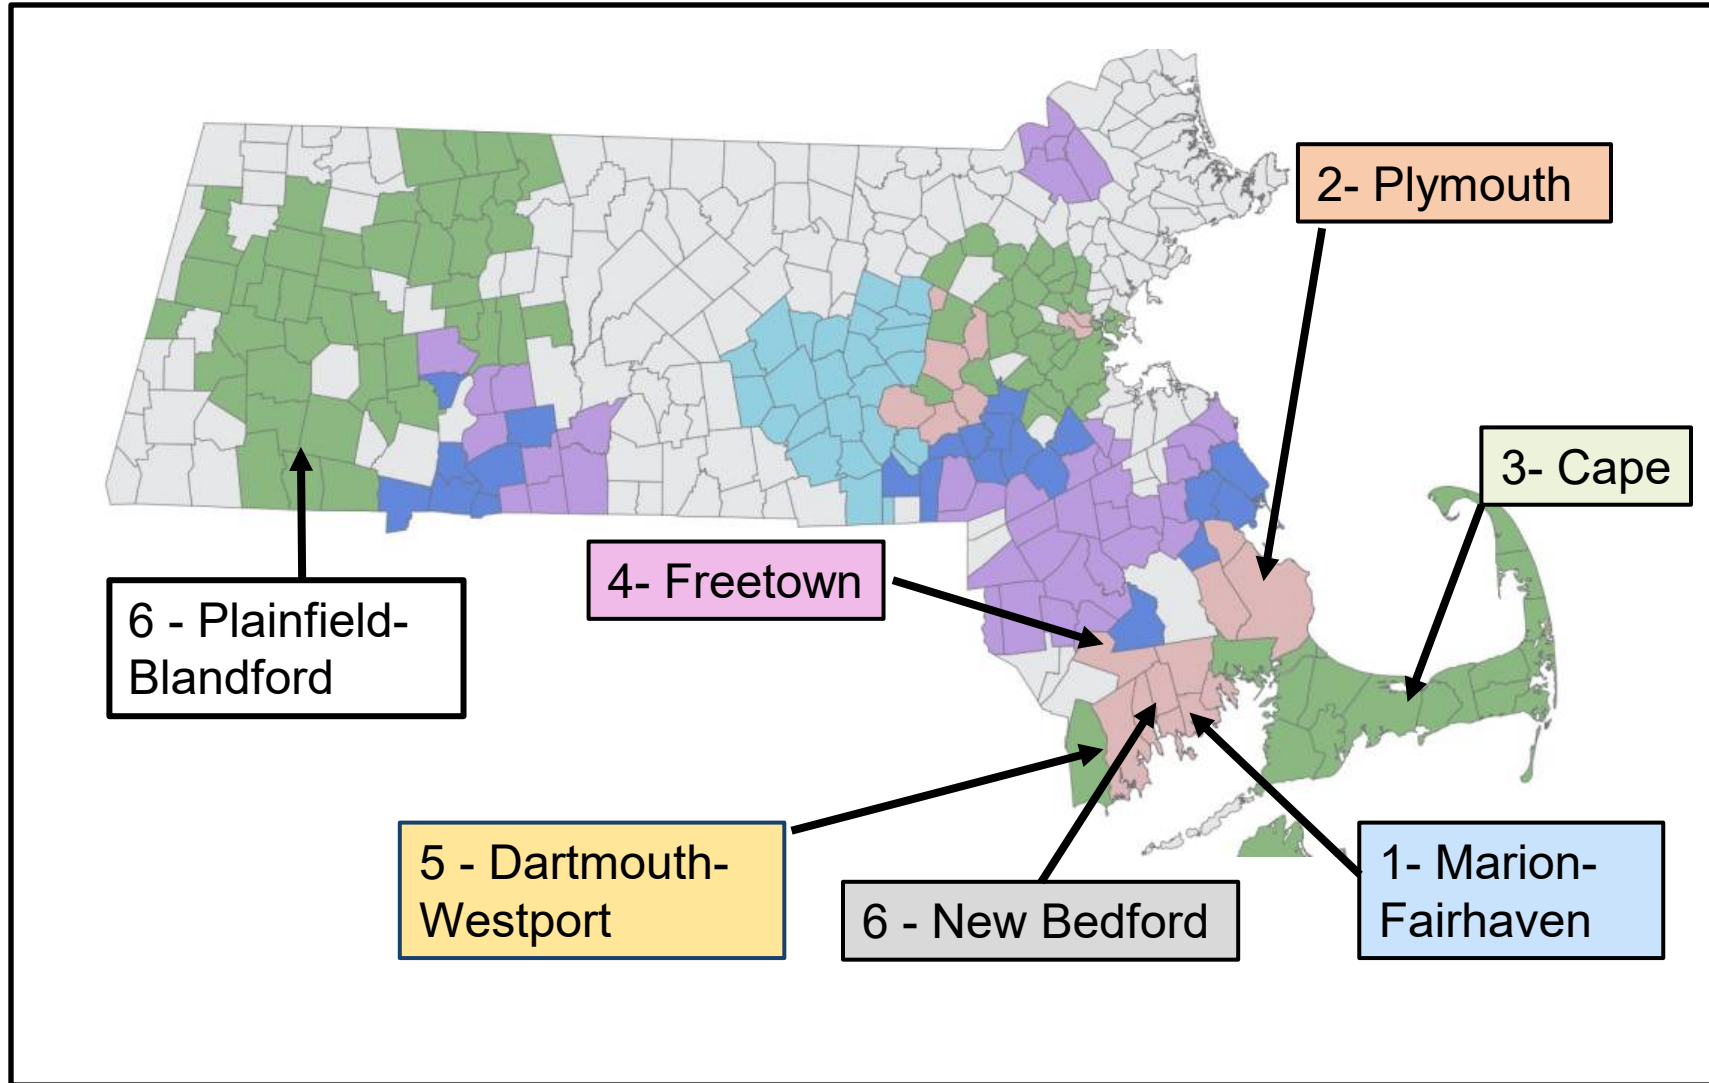 2- Plymouth
3- Cape
4- Freetown
6 - Plainfield-
Blandford
5 - Dartmouth-
Westport
6 - New Bedford
1- Marion-
Fairhaven